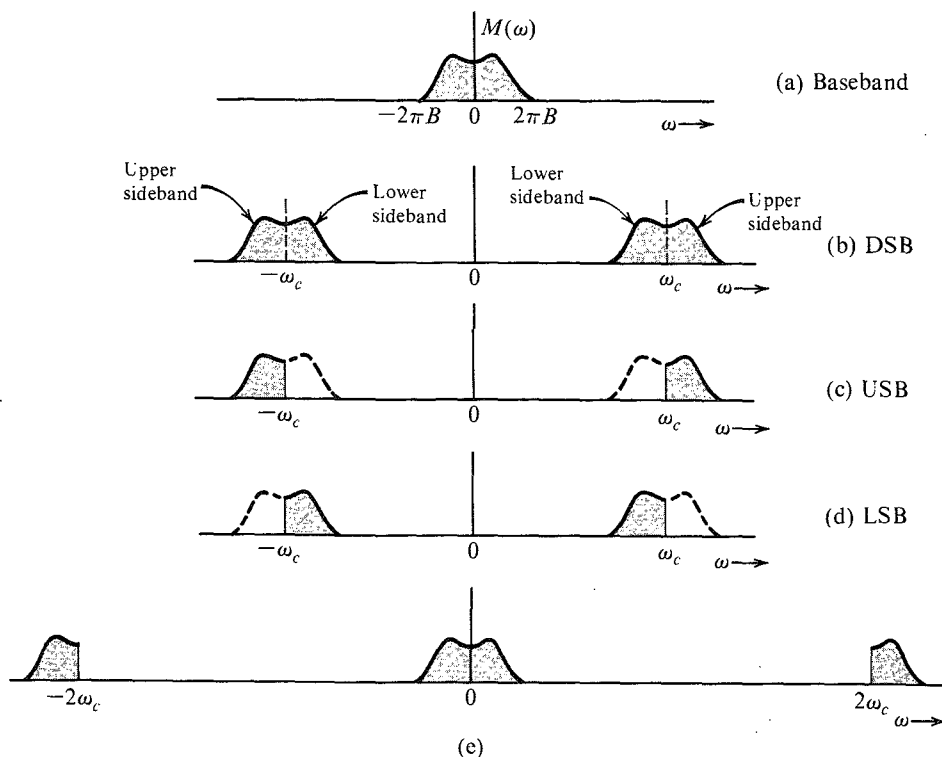 M(ω)
(a) Baseband
−2πB 0 2πB ω
Upper sideband
Lower sideband
Lower sideband
Upper sideband
(b) DSB
−ω_c 0 ω_c ω
(c) USB
−ω_c 0 ω_c ω
(d) LSB
−ω_c 0 ω_c ω
−2ω_c 0 2ω_c ω
(e)